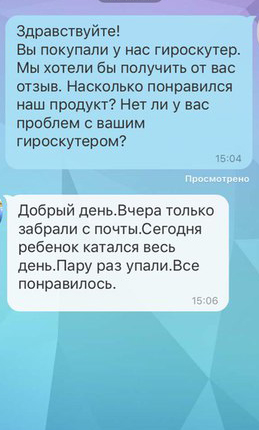 Здравствуйте!
Вы покупали у нас гироскутер.
Мы хотели бы получить от вас
отзыв. Насколько понравился
наш продукт? Нет ли у вас
проблем с вашим
гироскутером?
15:04
Просмотрено
Добрый день.Вчера только
забрали с почты.Сегодня
ребенок катался весь
день.Пару раз упали.Все
понравилось.
15:06